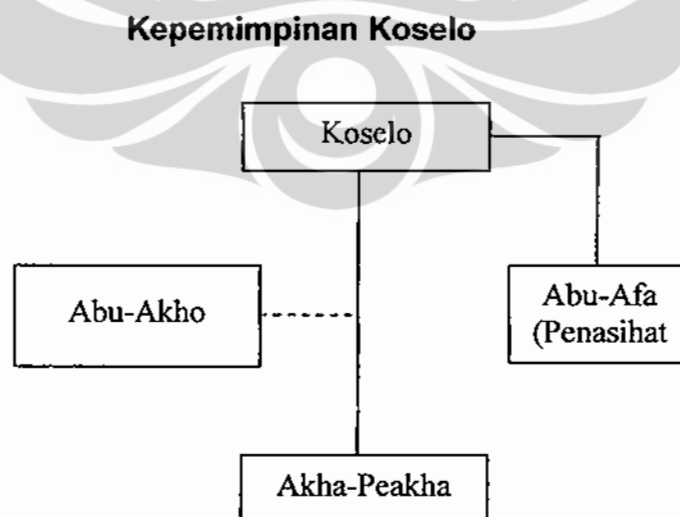 Kepemimpinan Koselo
Koselo
Abu-Akho
Abu-Afa
(Penasihat
Akha-Peakha